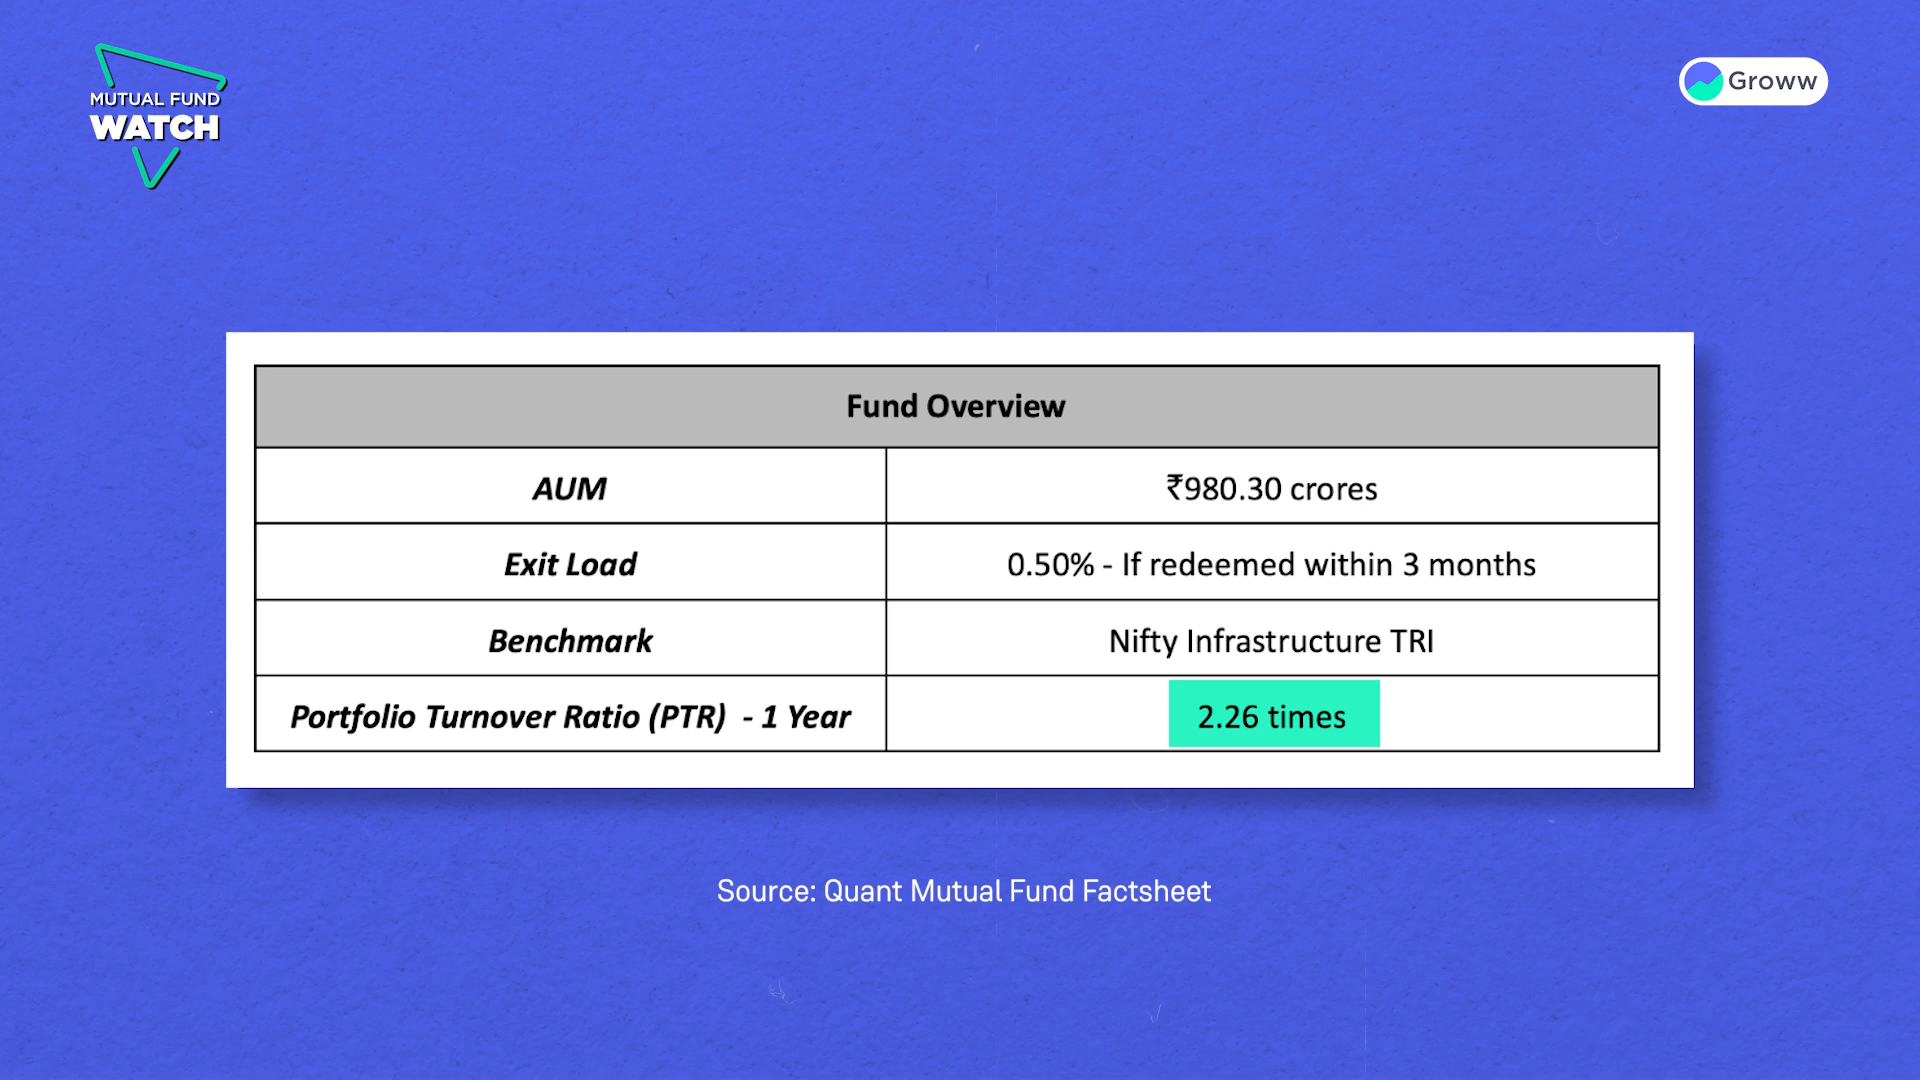 MUTUAL FUND
WATCH
Groww
Fund Overview
AUM
₹980.30 crores
Exit Load
0.50% - If redeemed within 3 months
Benchmark
Nifty Infrastructure TRI
Portfolio Turnover Ratio (PTR) - 1 Year
2.26 times
Source: Quant Mutual Fund Factsheet